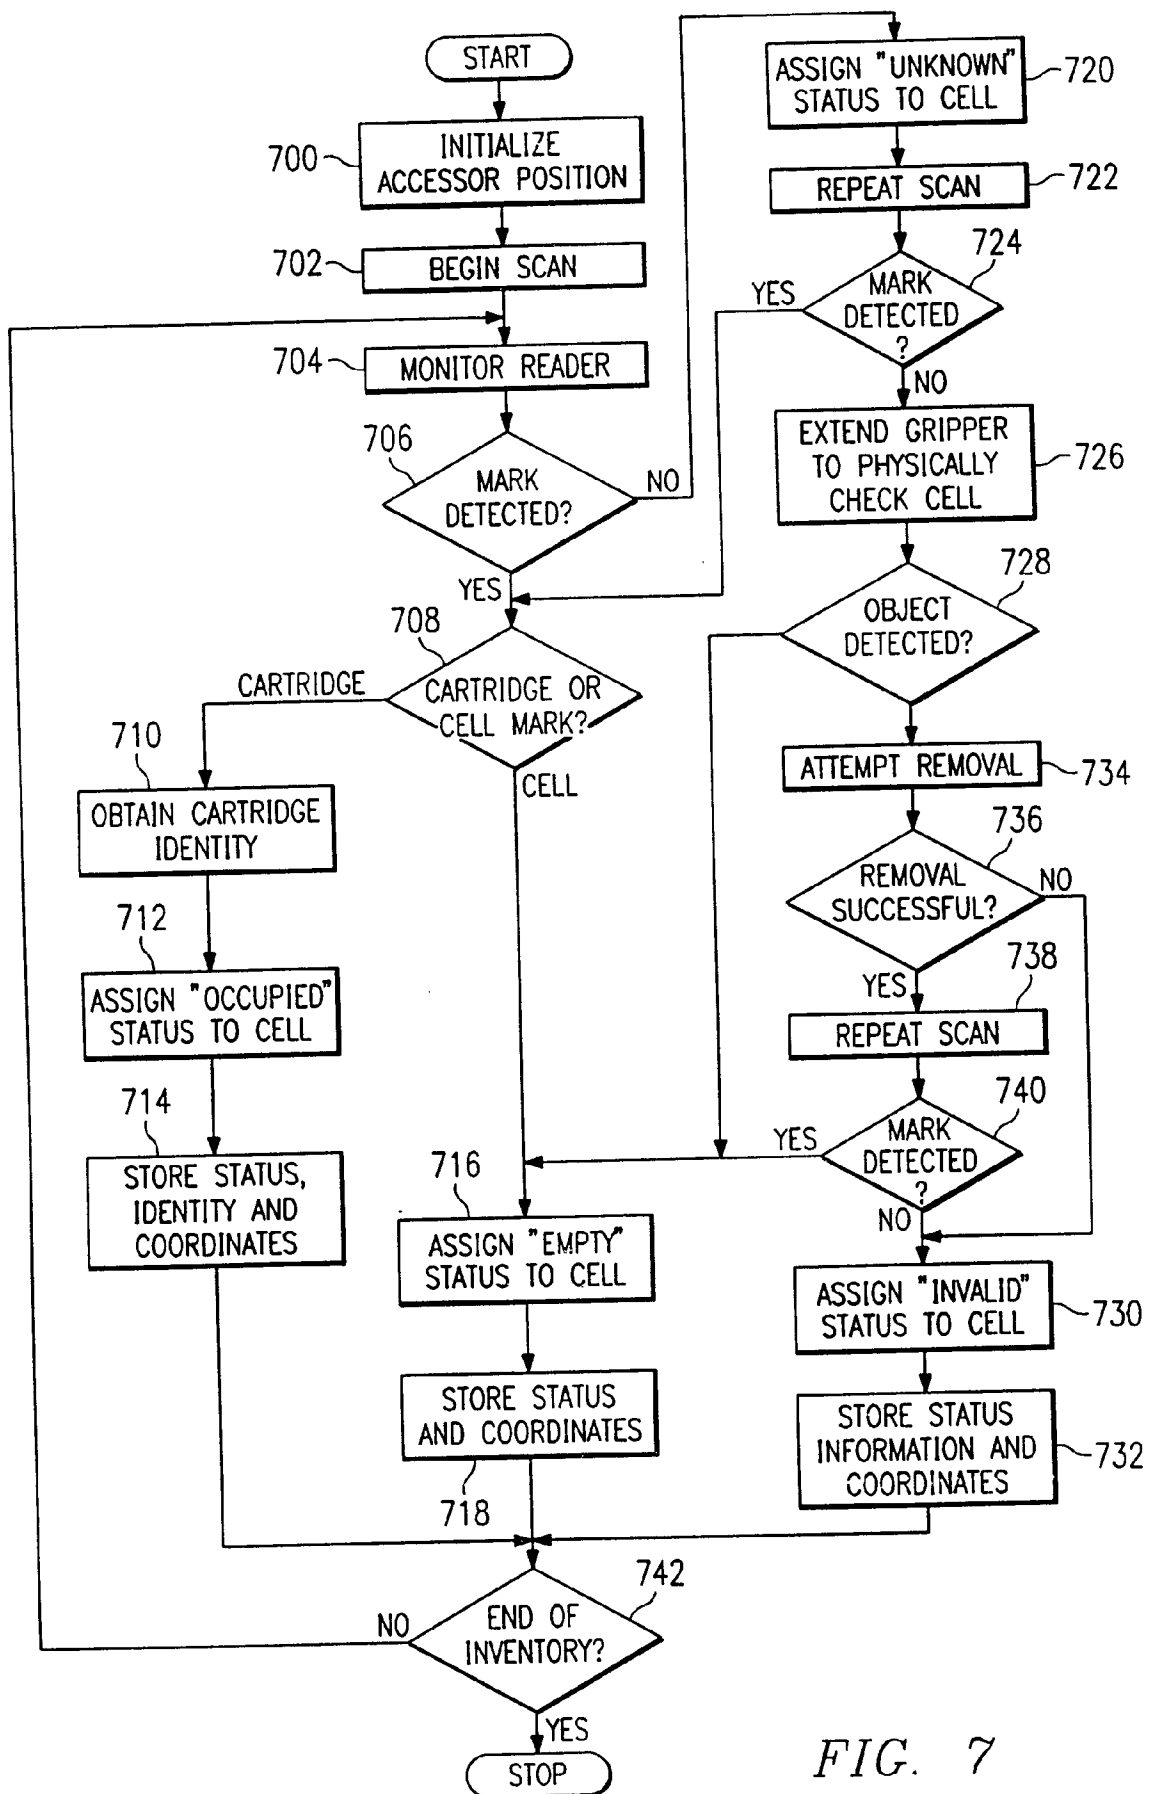 START
700
INITIALIZE
ACCESSOR POSITION
702
BEGIN SCAN
704
MONITOR READER
706
MARK
DETECTED?
NO
YES
708
CARTRIDGE OR
CELL MARK?
CARTRIDGE
CELL
710
OBTAIN CARTRIDGE
IDENTITY
712
ASSIGN "OCCUPIED"
STATUS TO CELL
714
STORE STATUS,
IDENTITY AND
COORDINATES
716
ASSIGN "EMPTY"
STATUS TO CELL
STORE STATUS
AND COORDINATES
718
ASSIGN "UNKNOWN"
STATUS TO CELL
720
REPEAT SCAN
722
724
MARK
DETECTED
?
YES
NO
EXTEND GRIPPER
TO PHYSICALLY
CHECK CELL
726
728
OBJECT
DETECTED?
ATTEMPT REMOVAL
734
736
REMOVAL
SUCCESSFUL?
NO
YES
738
REPEAT SCAN
740
MARK
DETECTED
?
YES
NO
ASSIGN "INVALID"
STATUS TO CELL
730
STORE STATUS
INFORMATION AND
COORDINATES
732
742
END OF
INVENTORY?
NO
YES
STOP
FIG. 7